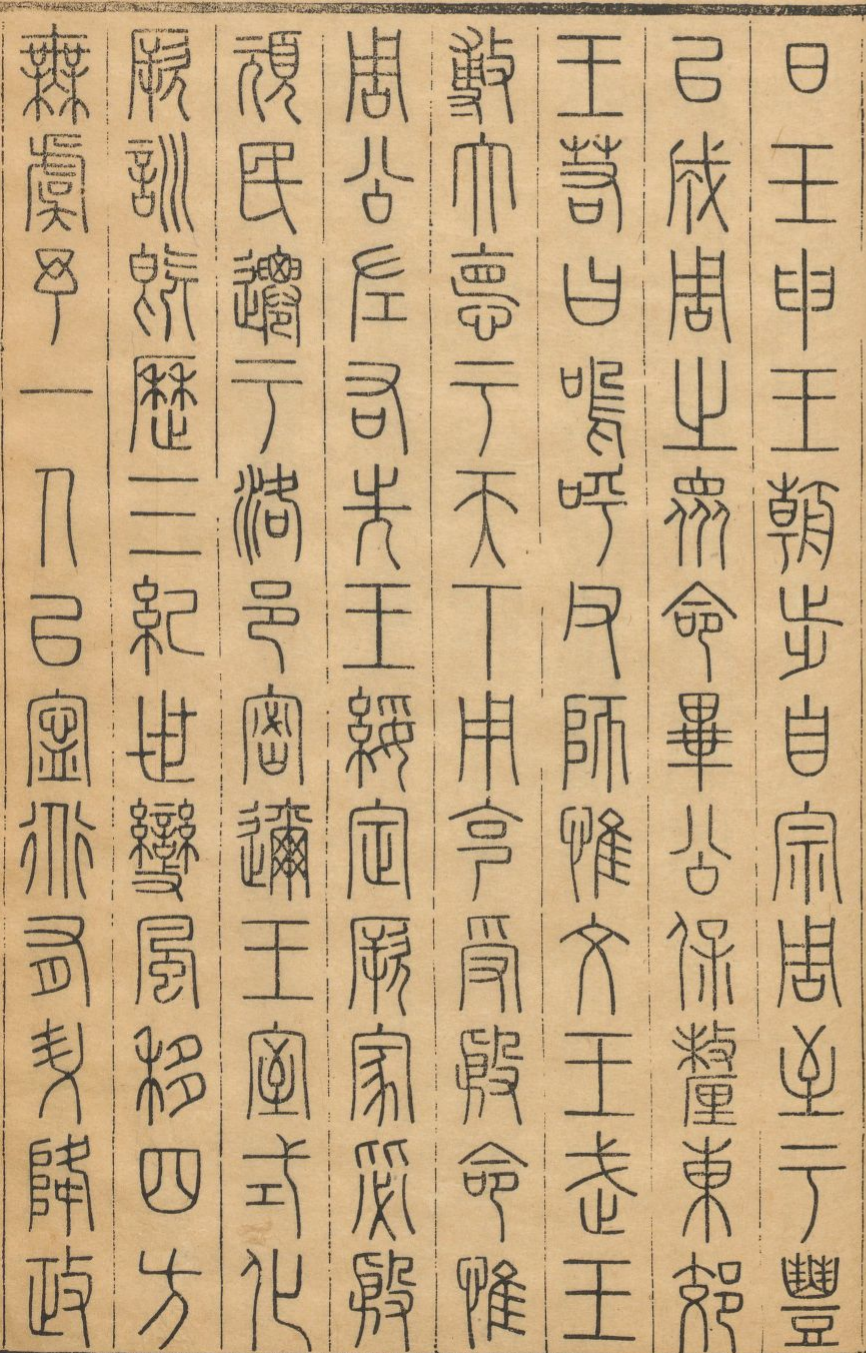 日壬申王朝步自宗周至于豐
以成周之眾命畢公保釐東郊
王若曰嗚呼父師惟文王武王
敷大德于天下用克受殷命惟
周公左右先王綏定厥家毖殷
頑民遷于洛邑密邇王室式化
厥訓既歷三紀世變風移四方
無虞予一人以寧道有升降政